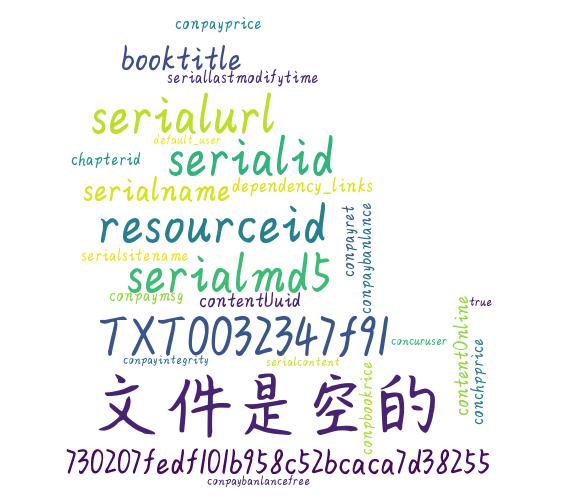 conpayprice
booktitle
seriallastmodifytime
serialurl
default_user
serialid
chapterid
serialname
dependency_links
resourceid
conpayret
conpaybanlance
serialsitename
serialmd5
conpaymsg
contentUuid
contentOnline
true
TXT0032347f91
concuruser
conchpprice
conpayintegrity
serialcontent
conpbookrice
文件是空的
730207fedf101b958c52bcaca7d38255
conpaybanlancefree